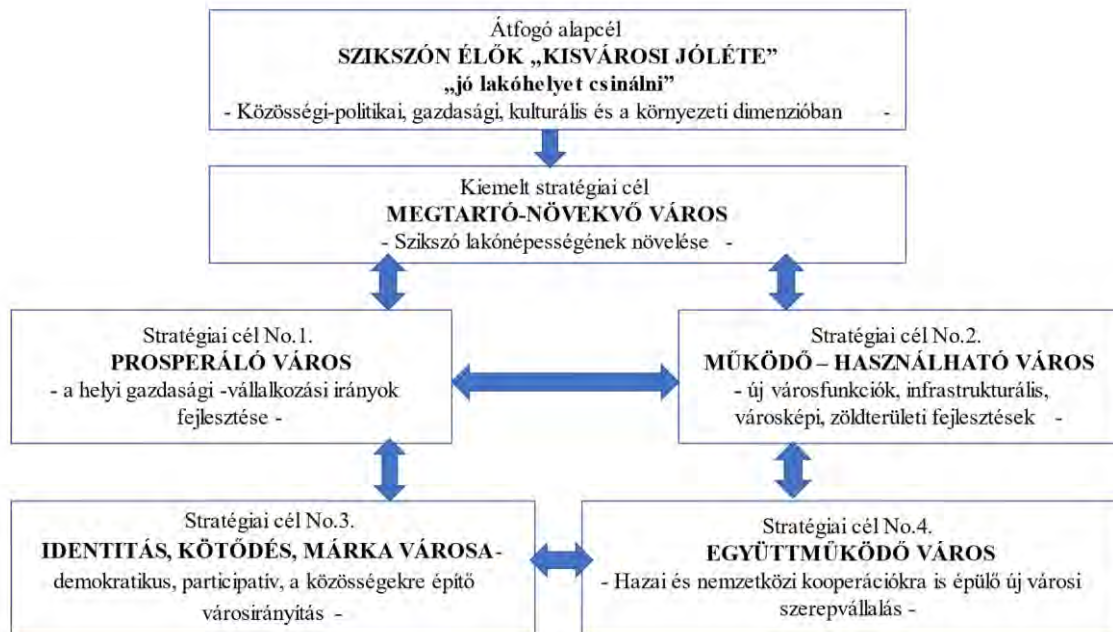 Átfogó alapcél
SZIKSZÓN ÉLŐK „KISVÁROSI JÓLÉTE”
„jó lakóhelyet csinálni”
- Közösségi-politikai, gazdasági, kulturális és a környezeti dimenzióban -
Kiemelt stratégiai cél
MEGTARTÓ-NÖVEKVŐ VÁROS
- Szikszó lakónépességének növelése -
Stratégiai cél No.1.
PROSPERÁLÓ VÁROS
- a helyi gazdasági -vállalkozási irányok
fejlesztése -
Stratégiai cél No.2.
MŰKÖDŐ – HASZNÁLHATÓ VÁROS
- új városfunkciók, infrastrukturális,
városképi, zöldterületi fejlesztések -
Stratégiai cél No.3.
IDENTITÁS, KÖTŐDÉS, MÁRKA VÁROSA-
demokratikus, participatív, a közösségekre építő
városirányítás -
Stratégiai cél No.4.
EGYÜTTMŰKÖDŐ VÁROS
- Hazai és nemzetközi kooperációkra is épülő új városi
szerepvállalás -